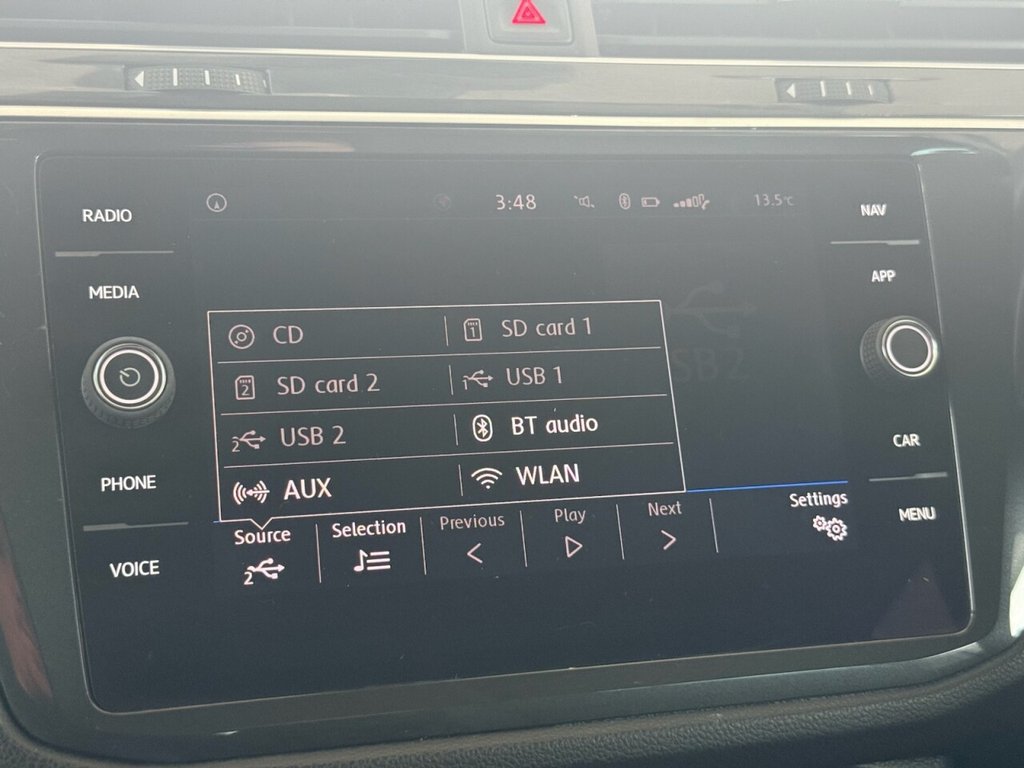 3:48 13.5°C
RADIO
MEDIA
PHONE
VOICE
CD
SD card 1
SD card 2
USB 1
USB 2
BT audio
AUX
WLAN
Source
Selection
Previous
Play
Next
Settings
2
NAV
APP
CAR
MENU